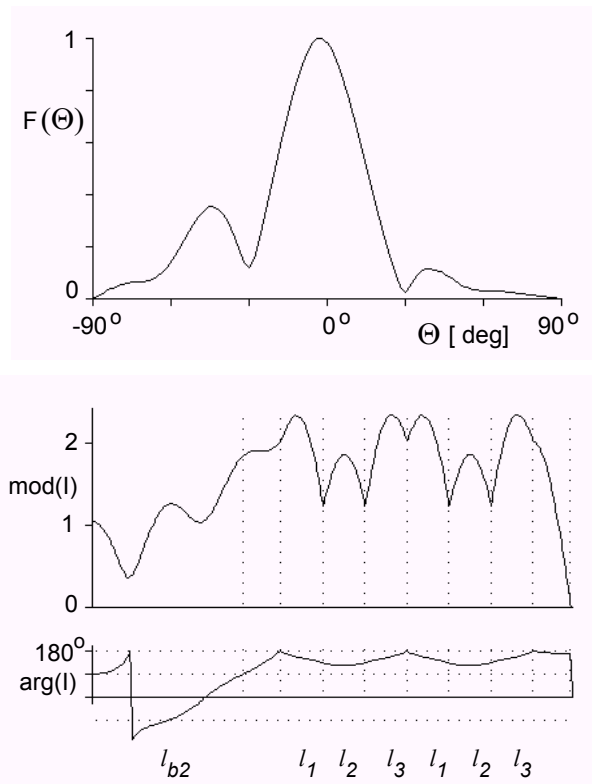 1
F(Θ)
0
-90° 0° 90°
Θ [ deg]
2
mod(I)
1
0
180°
arg(I)
l_b2 l_1 l_2 l_3 l_1 l_2 l_3